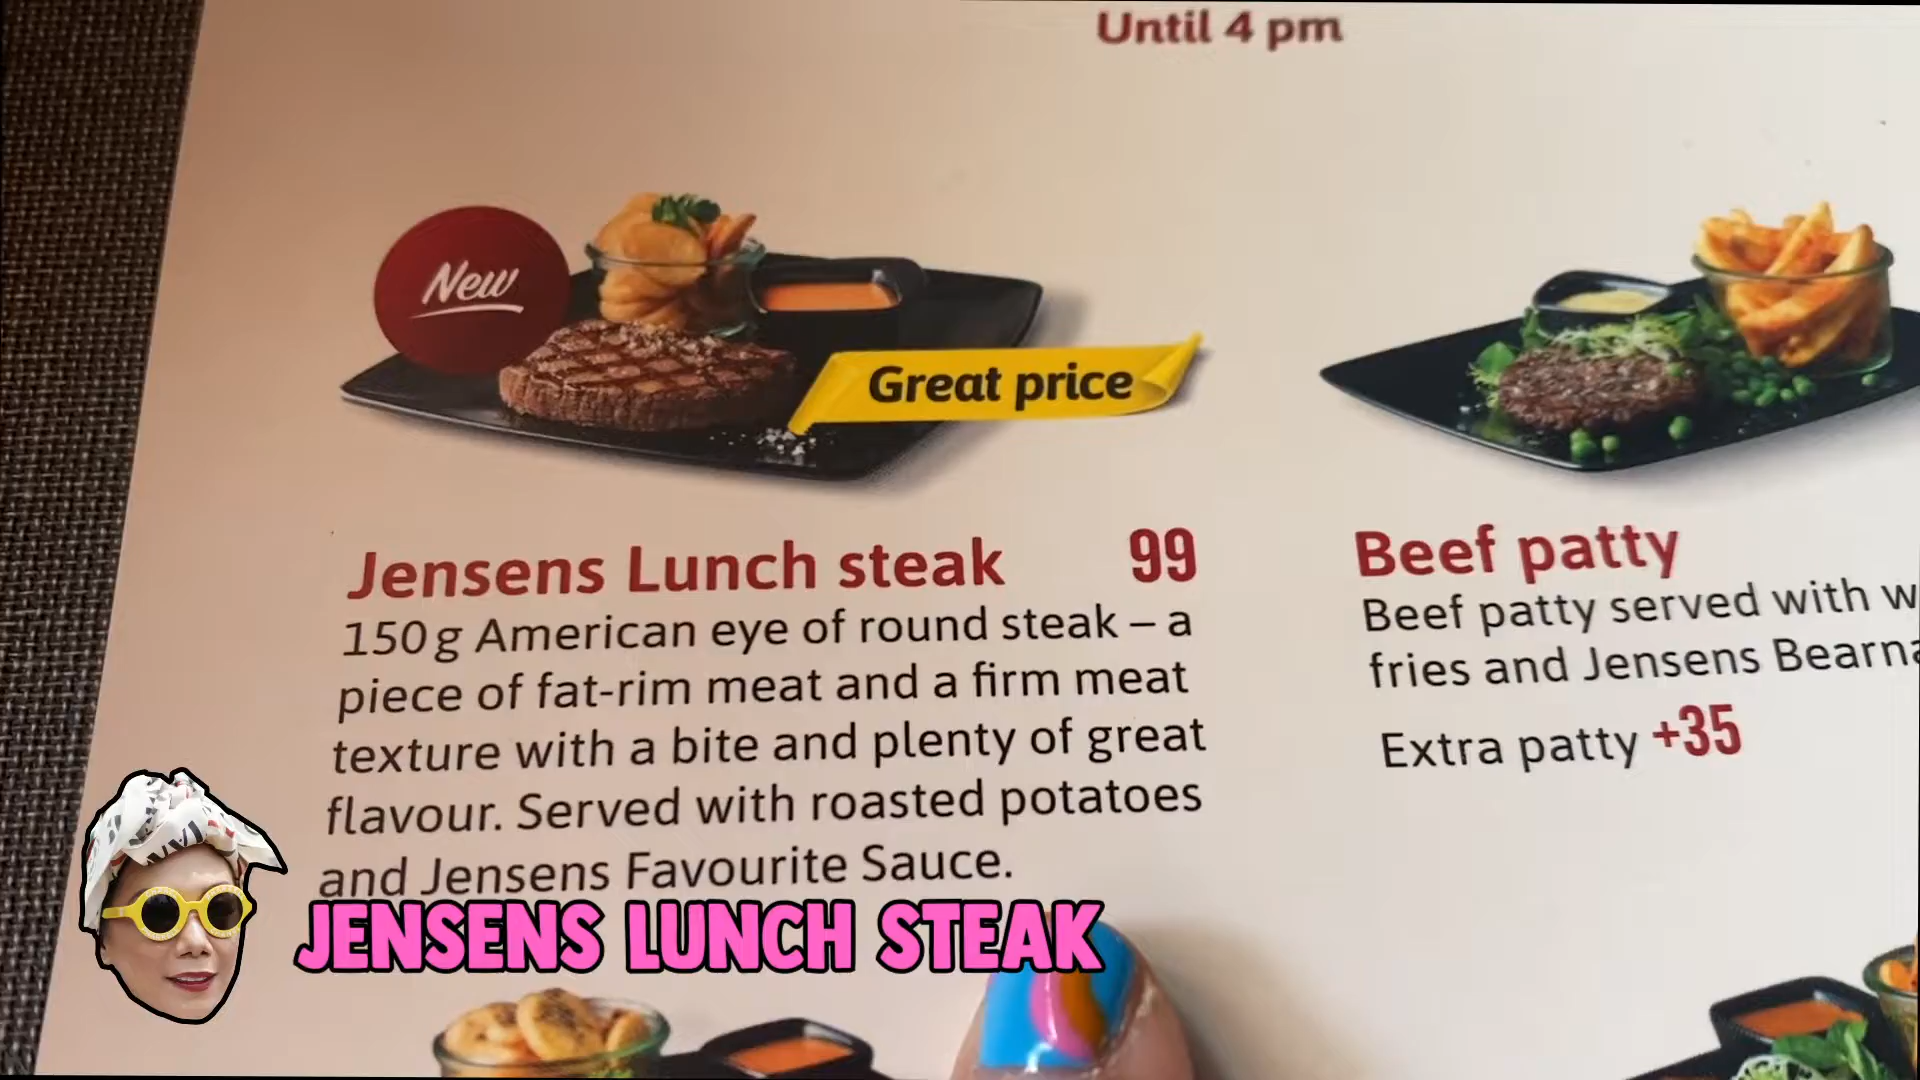 Until 4 pm
New
Great price
Jensens Lunch steak 99
150 g American eye of round steak – a
piece of fat-rim meat and a firm meat
texture with a bite and plenty of great
flavour. Served with roasted potatoes
and Jensens Favourite Sauce.
Beef patty
Beef patty served with
fries and Jensens
Extra patty +35
JENSENS LUNCH STEAK